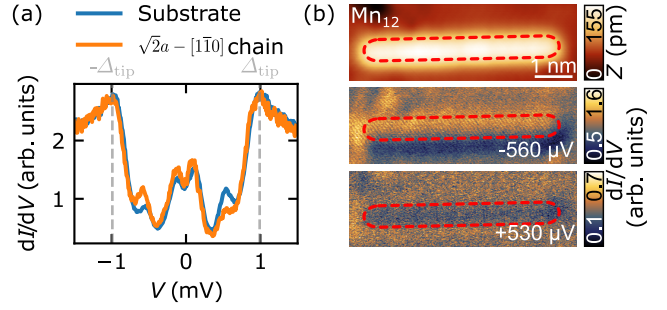 (a)
Substrate
√2a − [11̅0] chain
-Δtip
Δtip
dI/dV (arb. units)
2
1
−1
0
1
V (mV)
(b)
Mn12
1 nm
155
0
Z (pm)
-560 µV
1.6
0.5
+530 µV
0.7
0.1
dI/dV
(arb. units)